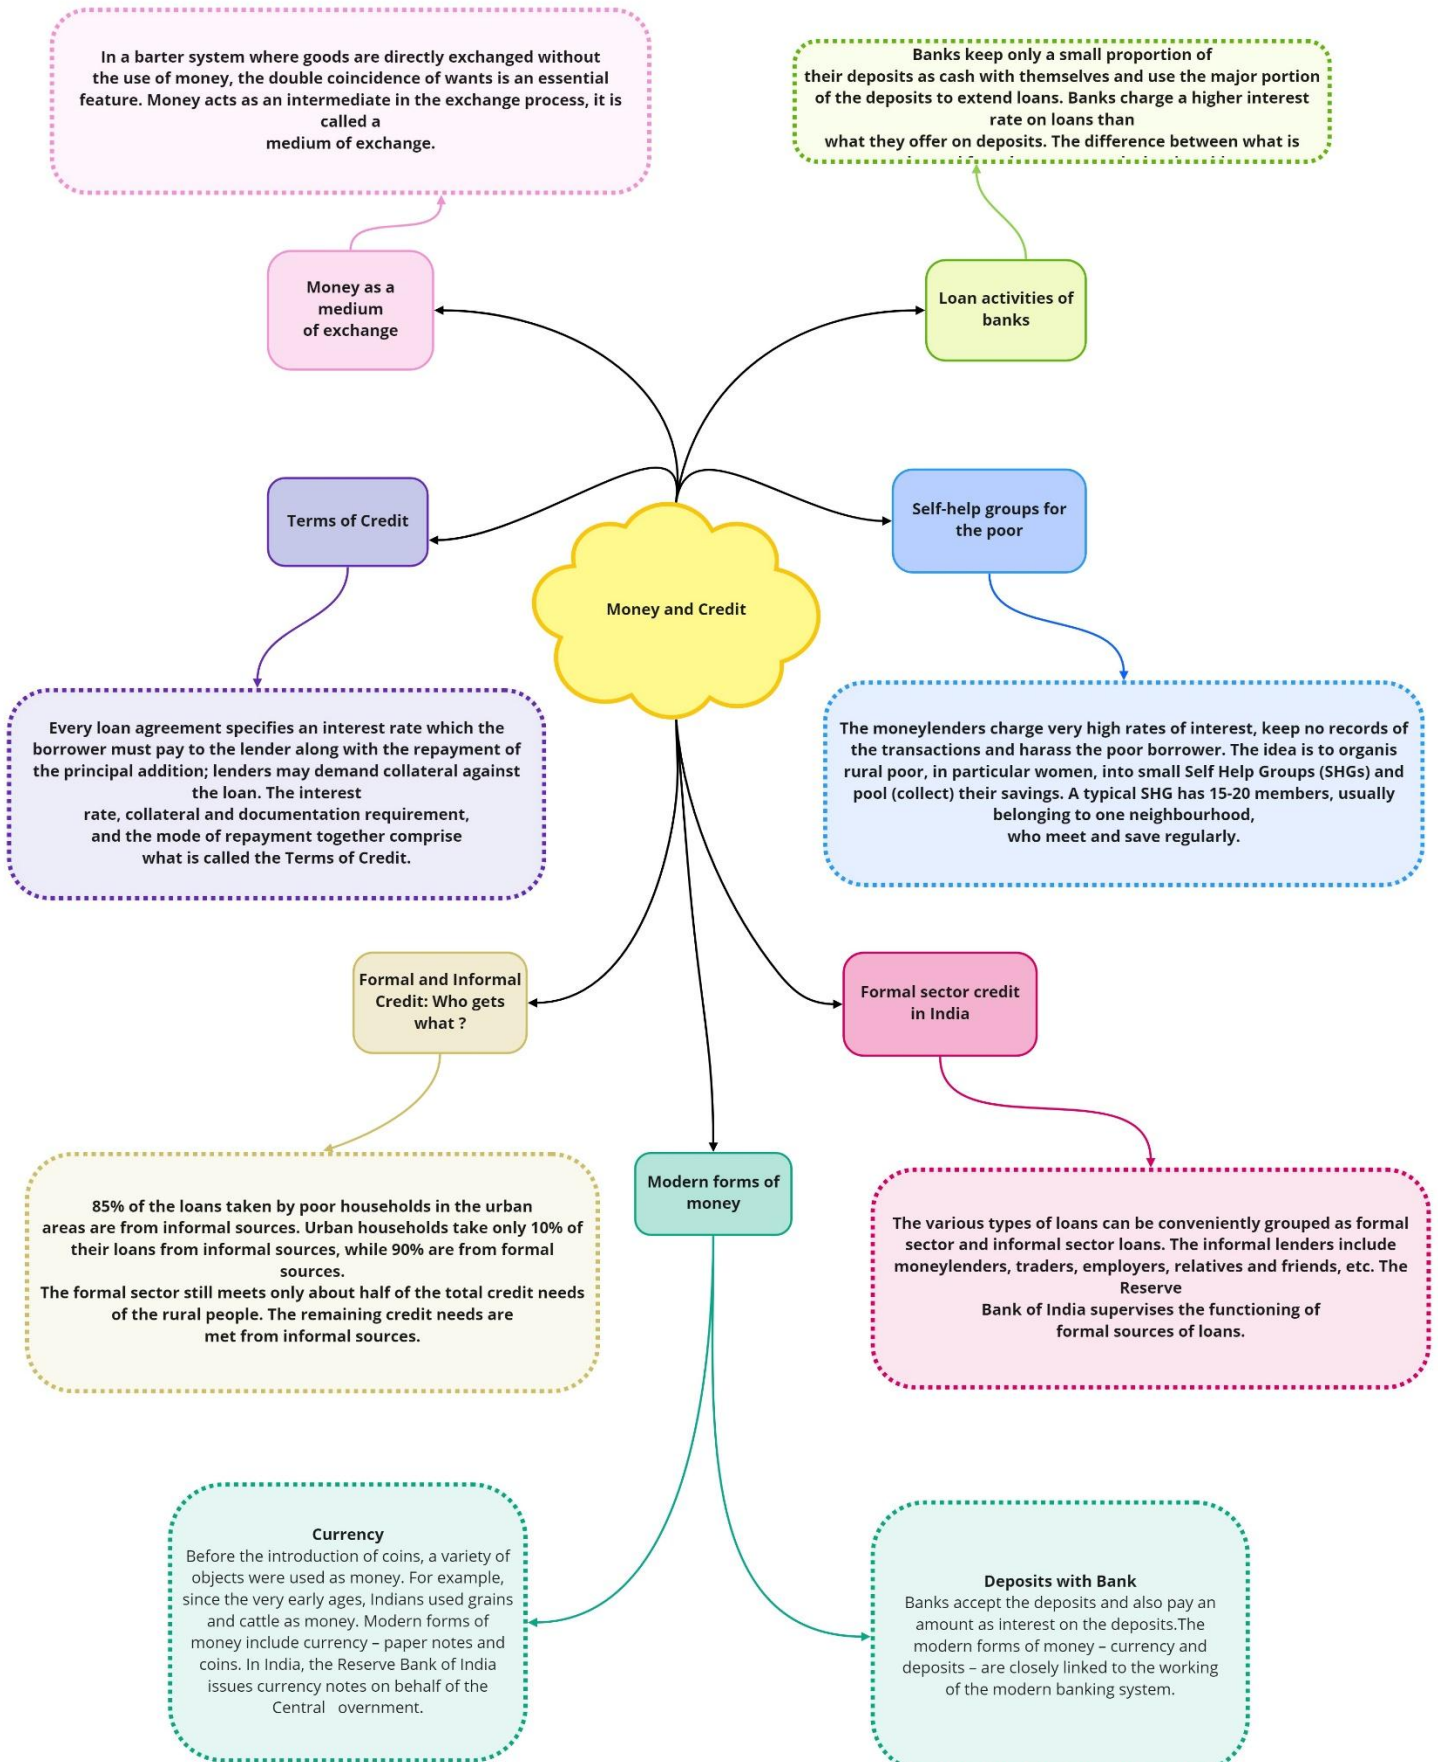 In a barter system where goods are directly exchanged without
the use of money, the double coincidence of wants is an essential
feature. Money acts as an intermediate in the exchange process, it is
called a
medium of exchange.
Banks keep only a small proportion of
their deposits as cash with themselves and use the major portion
of the deposits to extend loans. Banks charge a higher interest
rate on loans than
what they offer on deposits. The difference between what is
Money as a
medium
of exchange
Loan activities of
banks
Terms of Credit
Self-help groups for
the poor
Money and Credit
Every loan agreement specifies an interest rate which the
borrower must pay to the lender along with the repayment of
the principal addition; lenders may demand collateral against
the loan. The interest
rate, collateral and documentation requirement,
and the mode of repayment together comprise
what is called the Terms of Credit.
The moneylenders charge very high rates of interest, keep no records of
the transactions and harass the poor borrower. The idea is to organis
rural poor, in particular women, into small Self Help Groups (SHGs) and
pool (collect) their savings. A typical SHG has 15-20 members, usually
belonging to one neighbourhood,
who meet and save regularly.
Formal and Informal
Credit: Who gets
what ?
Formal sector credit
in India
85% of the loans taken by poor households in the urban
areas are from informal sources. Urban households take only 10% of
their loans from informal sources, while 90% are from formal
sources.
The formal sector still meets only about half of the total credit needs
of the rural people. The remaining credit needs are
met from informal sources.
Modern forms of
money
The various types of loans can be conveniently grouped as formal
sector and informal sector loans. The informal lenders include
moneylenders, traders, employers, relatives and friends, etc. The
Reserve
Bank of India supervises the functioning of
formal sources of loans.
Currency
Before the introduction of coins, a variety of
objects were used as money. For example,
since the very early ages, Indians used grains
and cattle as money. Modern forms of
money include currency – paper notes and
coins. In India, the Reserve Bank of India
issues currency notes on behalf of the
Central overnment.
Deposits with Bank
Banks accept the deposits and also pay an
amount as interest on the deposits.The
modern forms of money – currency and
deposits – are closely linked to the working
of the modern banking system.